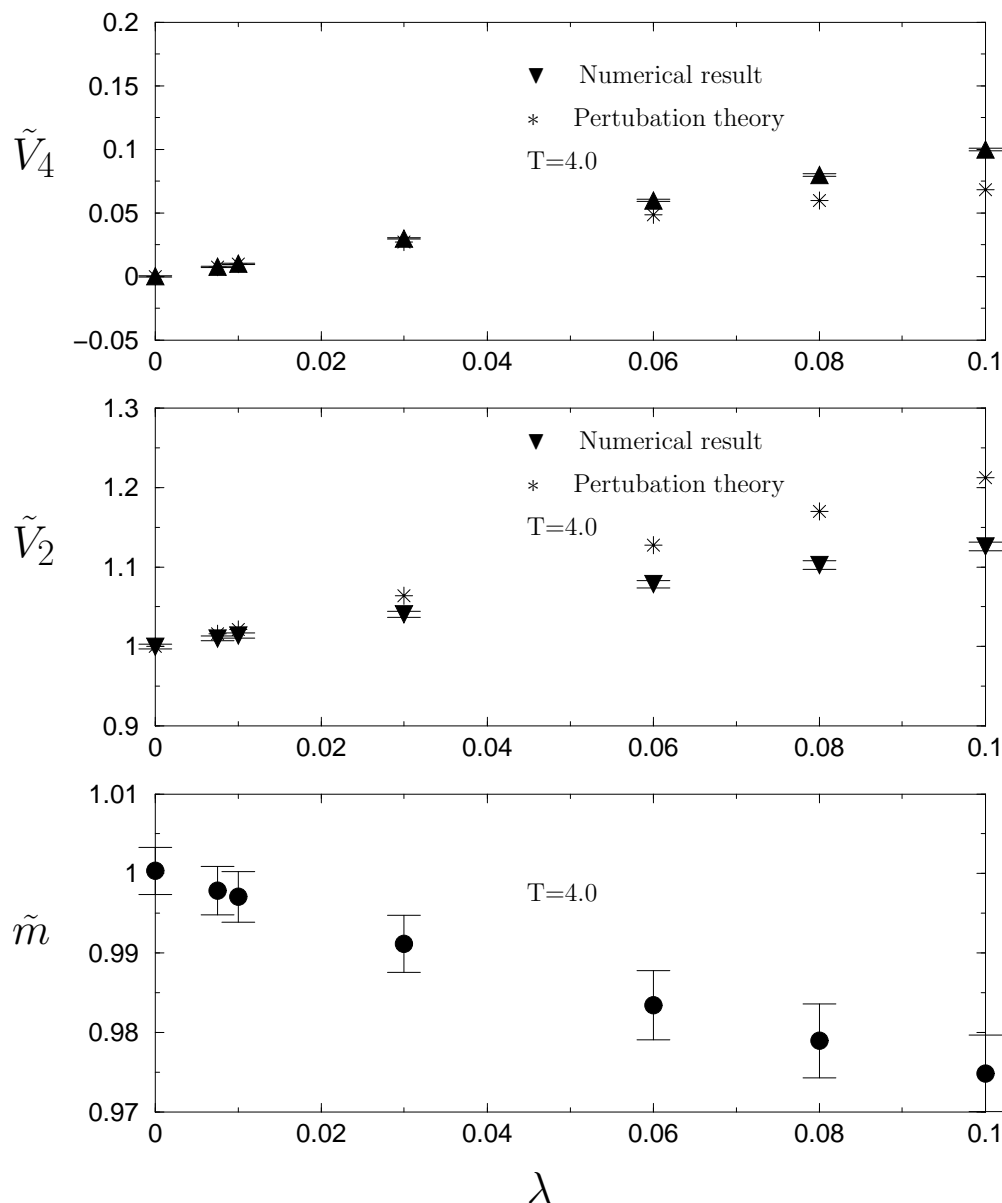 0.2
0.15
0.1
0.05
0
−0.05
Ṽ4
▼ Numerical result
* Pertubation theory
T=4.0
0 0.02 0.04 0.06 0.08 0.1
1.3
1.2
1.1
1
0.9
Ṽ2
▼ Numerical result
* Pertubation theory
T=4.0
0 0.02 0.04 0.06 0.08 0.1
1.01
1
0.99
0.98
0.97
m̃
T=4.0
0 0.02 0.04 0.06 0.08 0.1
λ